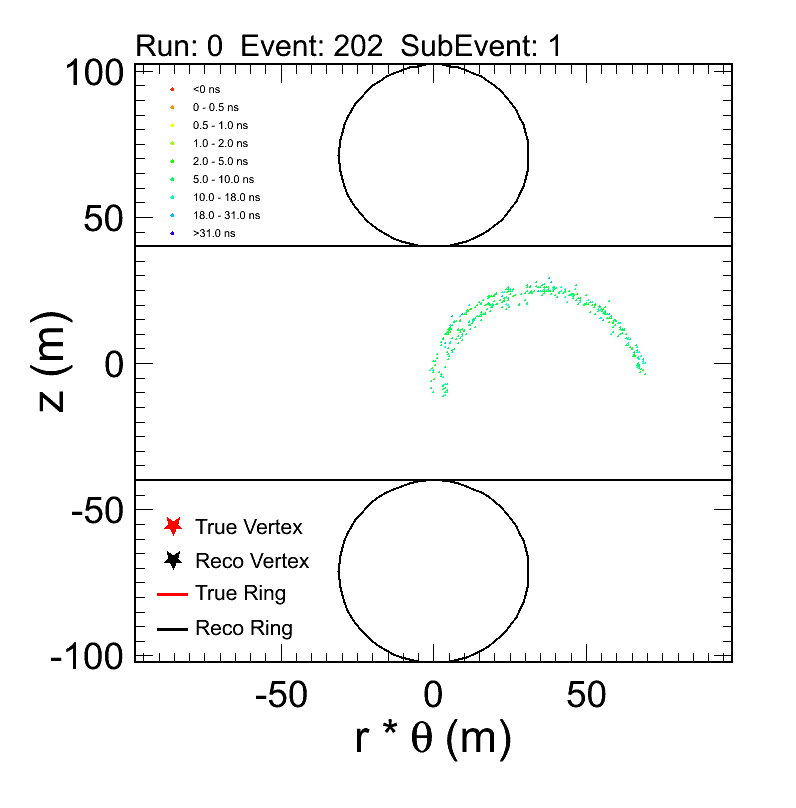 Run: 0 Event: 202 SubEvent: 1
100
<0 ns
0 - 0.5 ns
0.5 - 1.0 ns
1.0 - 2.0 ns
2.0 - 5.0 ns
5.0 - 10.0 ns
10.0 - 18.0 ns
18.0 - 31.0 ns
>31.0 ns
50
0
z (m)
-50
True Vertex
Reco Vertex
True Ring
Reco Ring
-100
-50 0 50
r * θ (m)